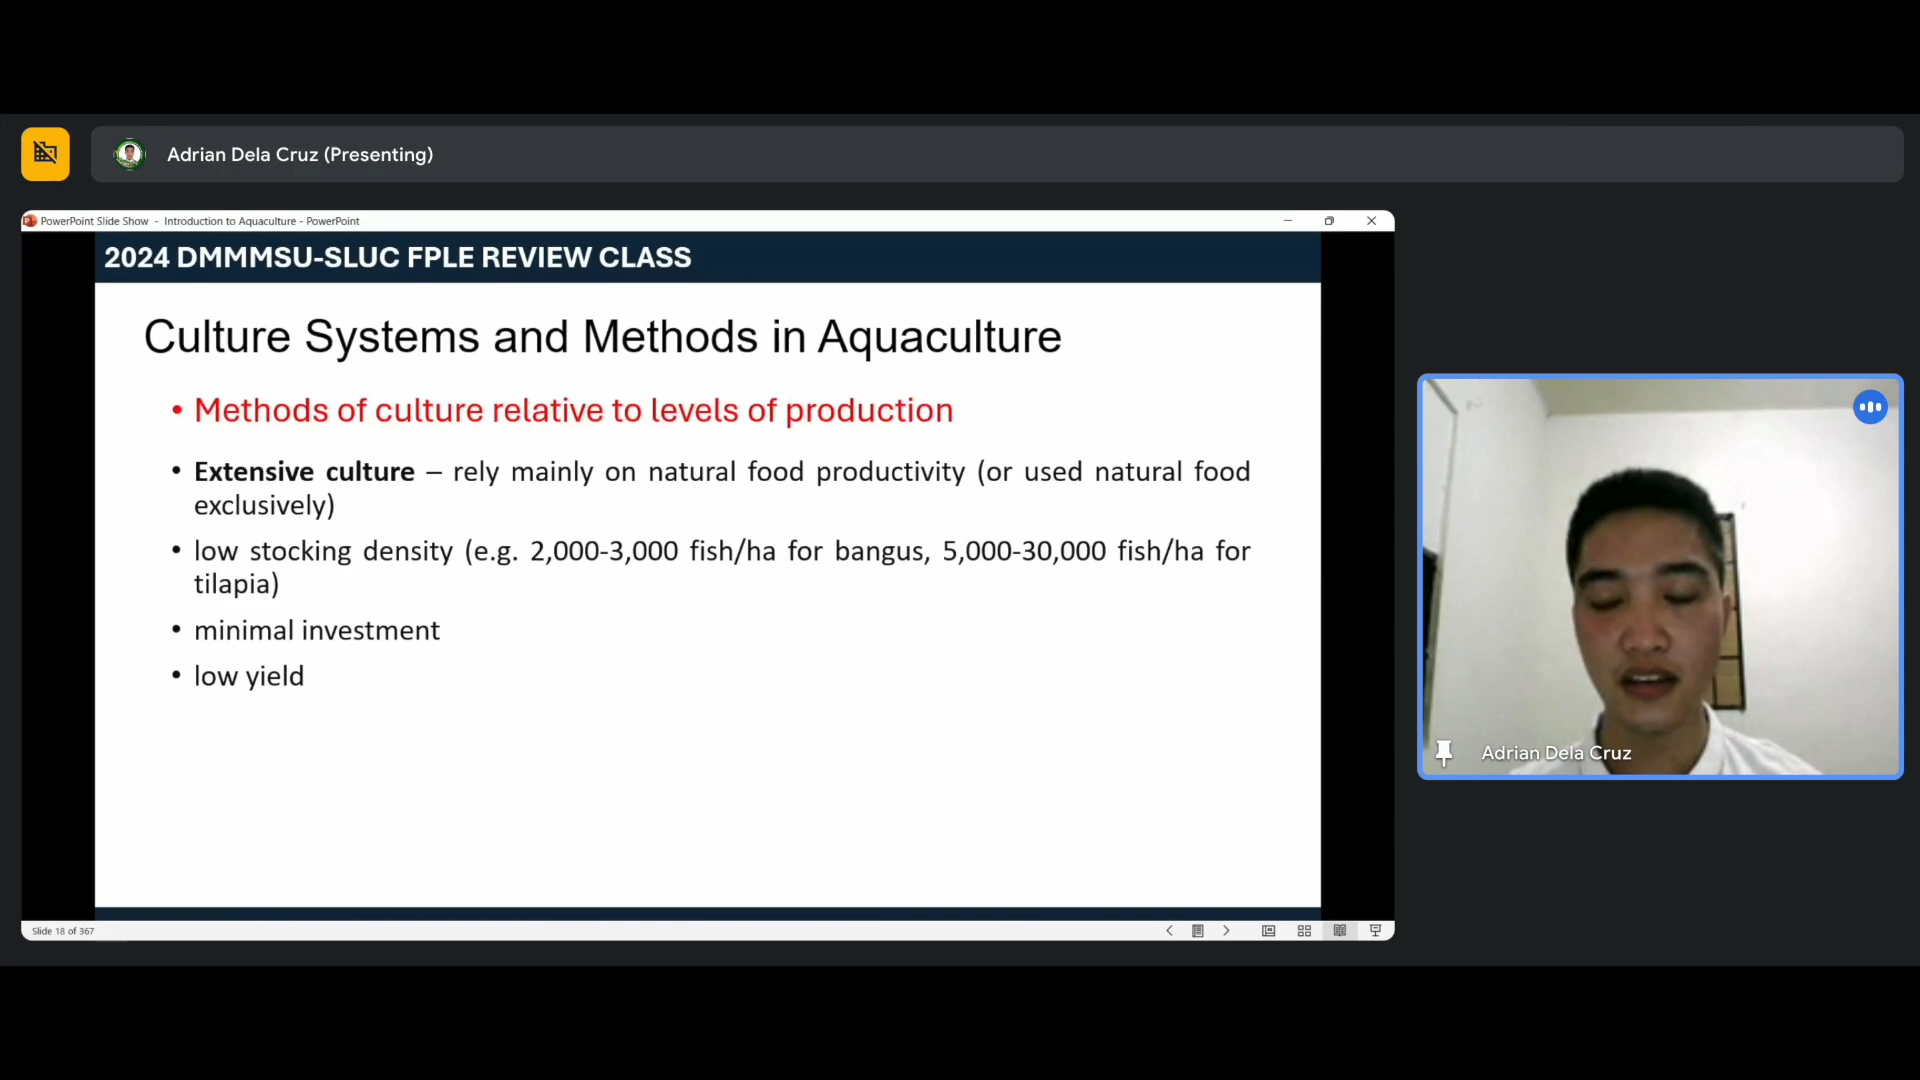 Adrian Dela Cruz (Presenting)
PowerPoint Slide Show - Introduction to Aquaculture - PowerPoint
2024 DMMMSU-SLUC FPLE REVIEW CLASS
Culture Systems and Methods in Aquaculture
• Methods of culture relative to levels of production
• Extensive culture – rely mainly on natural food productivity (or used natural food
exclusively)
• low stocking density (e.g. 2,000-3,000 fish/ha for bangus, 5,000-30,000 fish/ha for
tilapia)
• minimal investment
• low yield
Adrian Dela Cruz
Slide 18 of 367